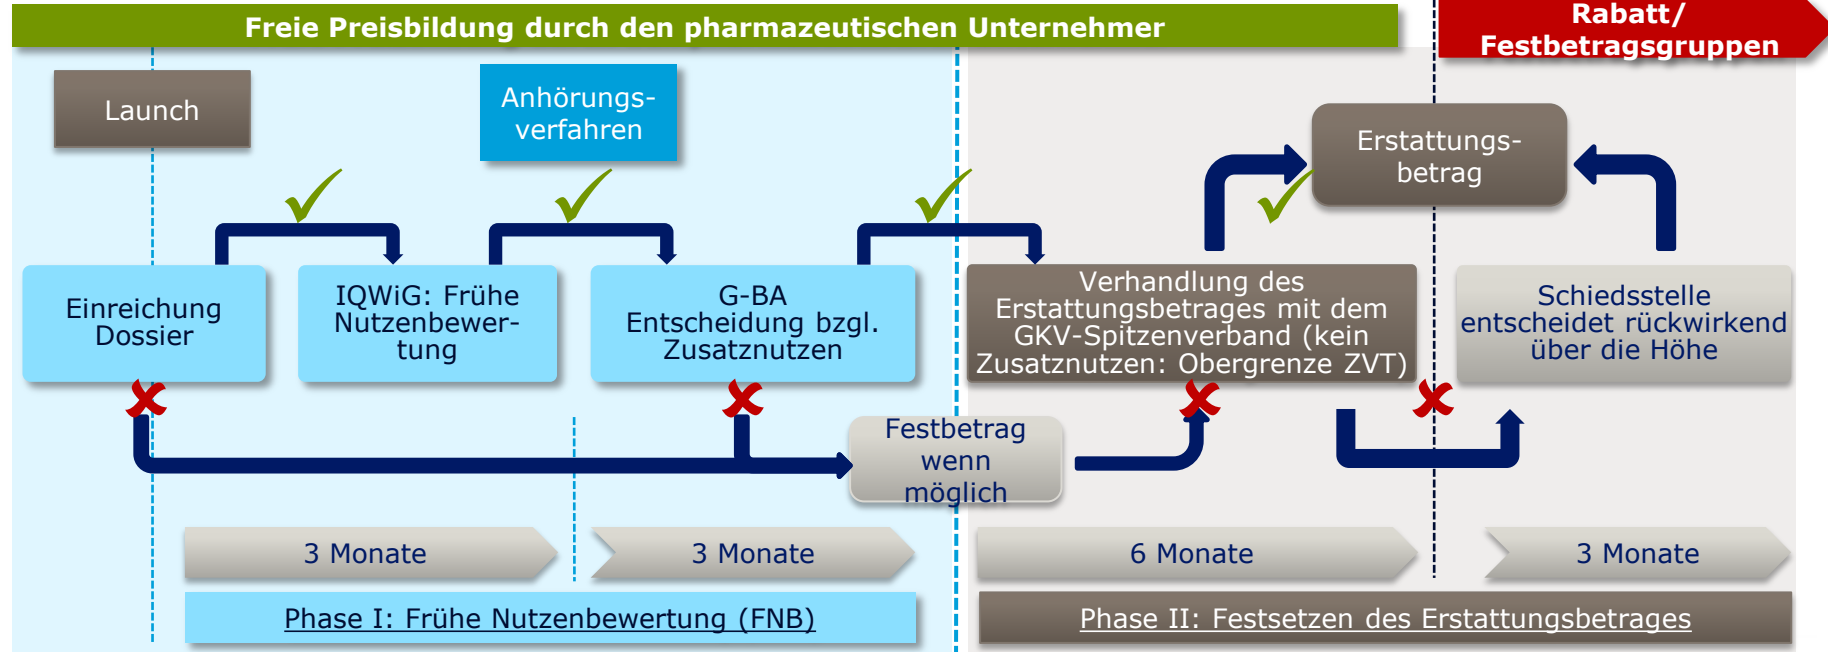 Freie Preisbildung durch den pharmazeutischen Unternehmer
Rabatt/
Festbetragsgruppen
Launch
Anhörungs-
verfahren
Erstattungs-
betrag
Einreichung
Dossier
IQWiG: Frühe
Nutzenbewer-
tung
G-BA
Entscheidung bzgl.
Zusatznutzen
Verhandlung des
Erstattungsbetrages mit dem
GKV-Spitzenverband (kein
Zusatznutzen: Obergrenze ZVT)
Schiedsstelle
entscheidet rückwirkend
über die Höhe
Festbetrag
wenn
möglich
3 Monate
3 Monate
6 Monate
3 Monate
Phase I: Frühe Nutzenbewertung (FNB)
Phase II: Festsetzen des Erstattungsbetrages